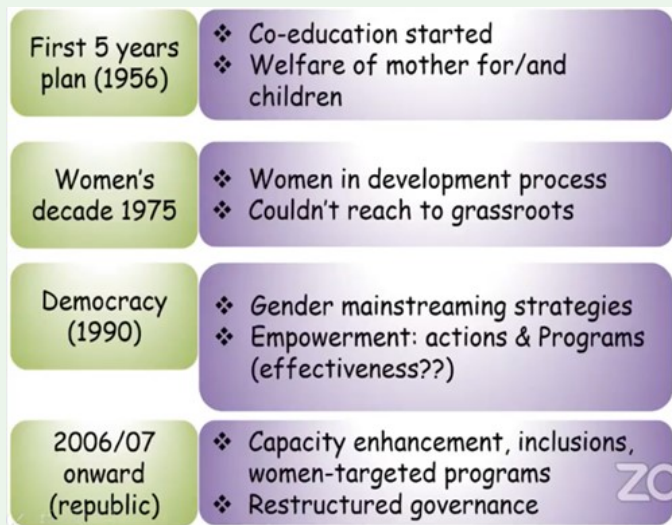 First 5 years
plan (1956)
❖ Co-education started
❖ Welfare of mother for/and
children
Women's
decade 1975
❖ Women in development process
❖ Couldn't reach to grassroots
Democracy
(1990)
❖ Gender mainstreaming strategies
❖ Empowerment: actions & Programs
(effectiveness??)
2006/07
onward
(republic)
❖ Capacity enhancement, inclusions,
women-targeted programs
❖ Restructured governance